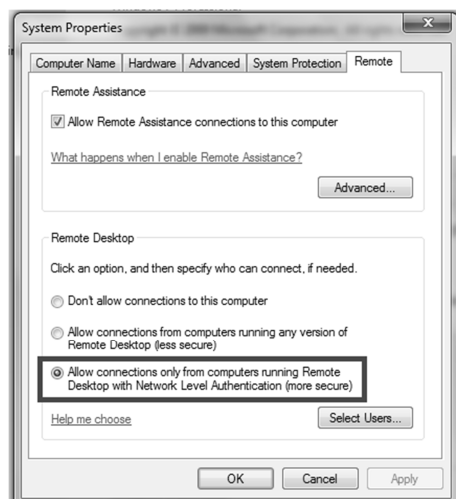 System Properties
Computer Name Hardware Advanced System Protection Remote
Remote Assistance
Allow Remote Assistance connections to this computer
What happens when I enable Remote Assistance?
Advanced...
Remote Desktop
Click an option, and then specify who can connect, if needed.
Don't allow connections to this computer
Allow connections from computers running any version of
Remote Desktop (less secure)
Allow connections only from computers running Remote
Desktop with Network Level Authentication (more secure)
Help me choose
Select Users...
OK Cancel Apply